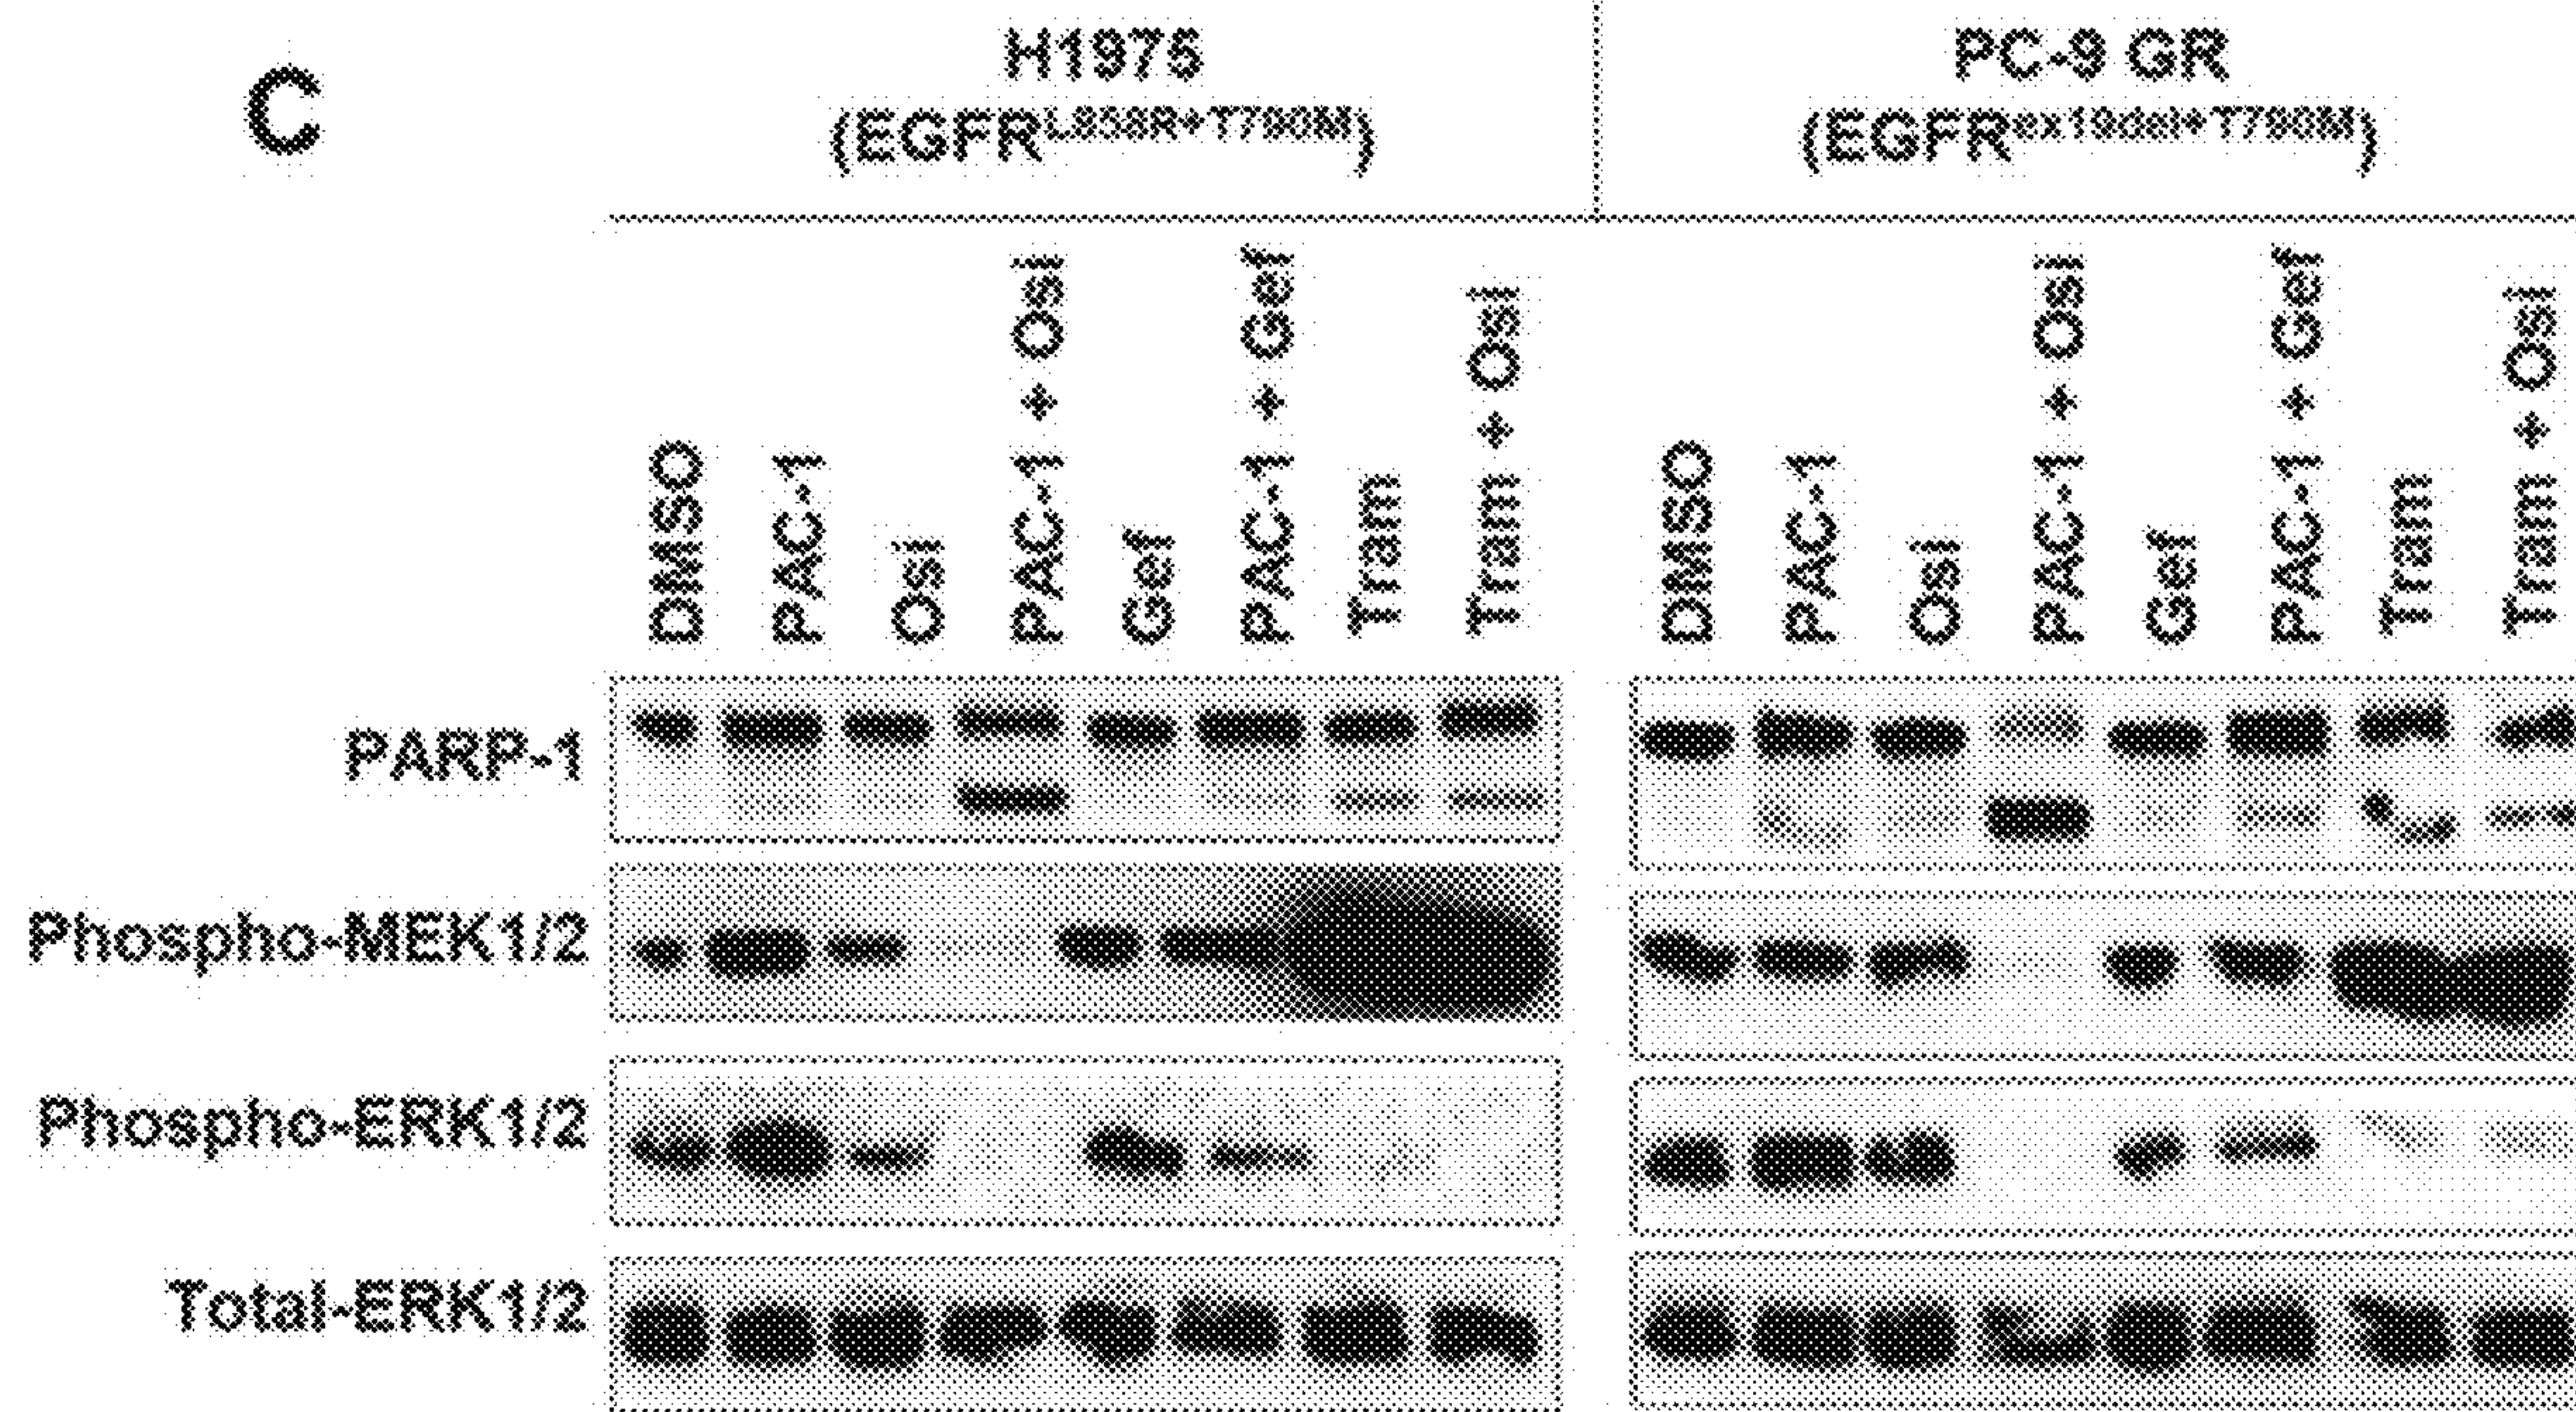 C
H1975
(EGFRL858R+T790M)
PC-9 GR
(EGFRex19del+T790M)
DMSO
PAC-1
Osi
PAC-1 + Osi
Gef
PAC-1 + Gef
Tram
Tram + Osi
DMSO
PAC-1
Osi
PAC-1 + Osi
Gef
PAC-1 + Gef
Tram
Tram + Osi
PARP-1
Phospho-MEK1/2
Phospho-ERK1/2
Total-ERK1/2